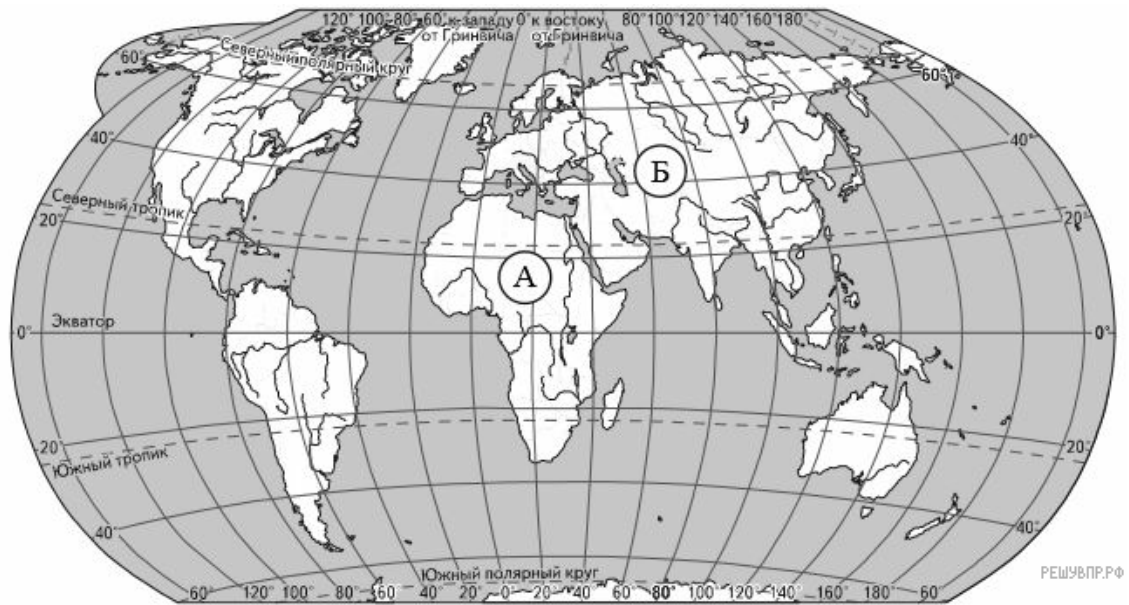 120° 100° 80° 60° к западу 0° к востоку 80° 100° 120° 140° 160° 180°
от Гринвича от Гринвича
Северный полярный круг
60° 60°
40° 40°
Б
Северный тропик
20° 20°
А
Экватор
0° 0°
20° 20°
Южный тропик
40° 40°
Южный полярный круг
60° 120° 100° 80° 60° 40° 20° 0° 20° 40° 60° 80° 100° 120° 140° 160° 60°
РЕШУВПР.РФ